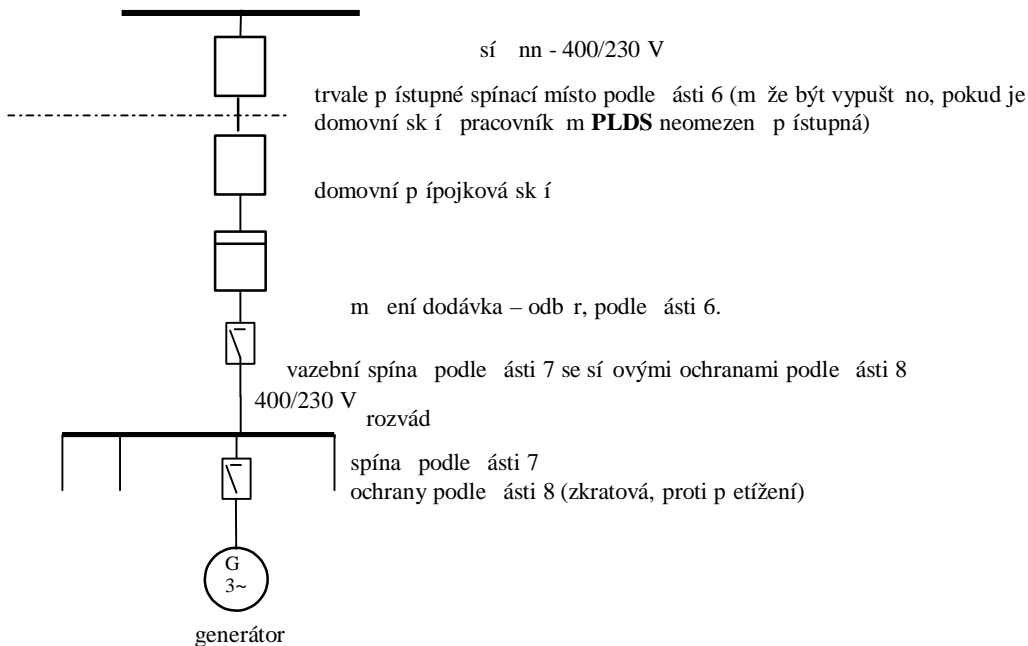 sí nn - 400/230 V
trvale p ístupné spínací místo podle ásti 6 (m že být vypušt no, pokud je
domovní sk í pracovník m PLDS neomezen p ístupná)
domovní p ípojková sk í
m ení dodávka – odb r, podle ásti 6.
vazební spína podle ásti 7 se sí ovými ochranami podle ásti 8
400/230 V
rozvád
spína podle ásti 7
ochrany podle ásti 8 (zkratová, proti p etížení)
G
3~
generátor